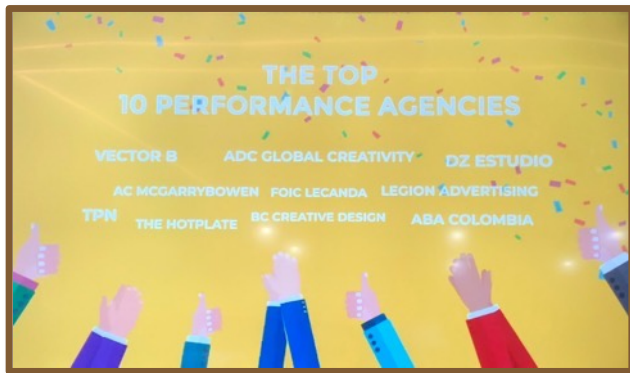 THE TOP
10 PERFORMANCE AGENCIES
VECTOR B ADC GLOBAL CREATIVITY DZ ESTUDIO
AC MCGARRYBOWEN FOIC LECANDA LEGION ADVERTISING
TPN THE HOTPLATE BC CREATIVE DESIGN ABA COLOMBIA